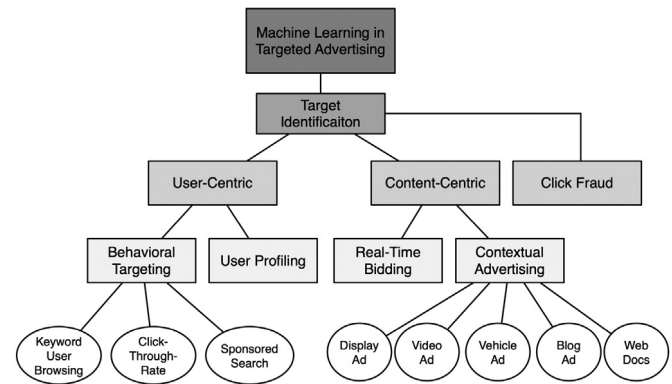 Machine Learning in
Targeted Advertising
Target
Identificaiton
User-Centric
Content-Centric
Click Fraud
Behavioral
Targeting
User Profiling
Real-Time
Bidding
Contextual
Advertising
Keyword
User
Browsing
Click-
Through-
Rate
Sponsored
Search
Display
Ad
Video
Ad
Vehicle
Ad
Blog
Ad
Web
Docs